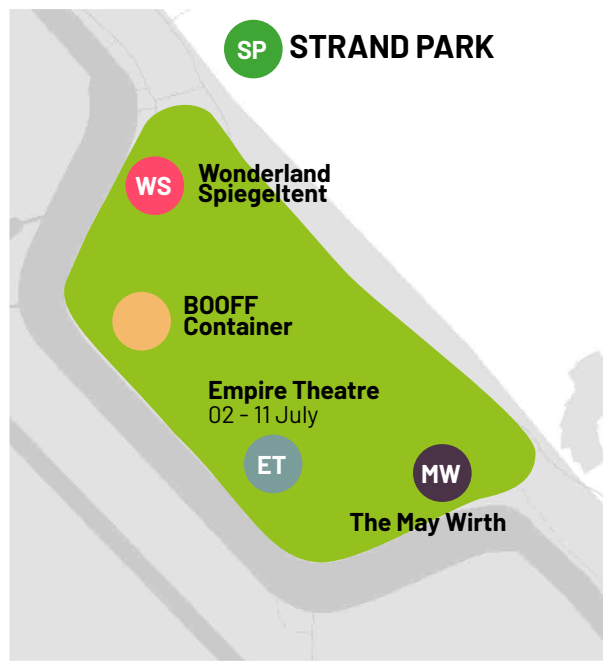 SP STRAND PARK
WS Wonderland
Spiegeltent
BOOFF
Container
Empire Theatre
02 - 11 July
ET
MW
The May Wirth